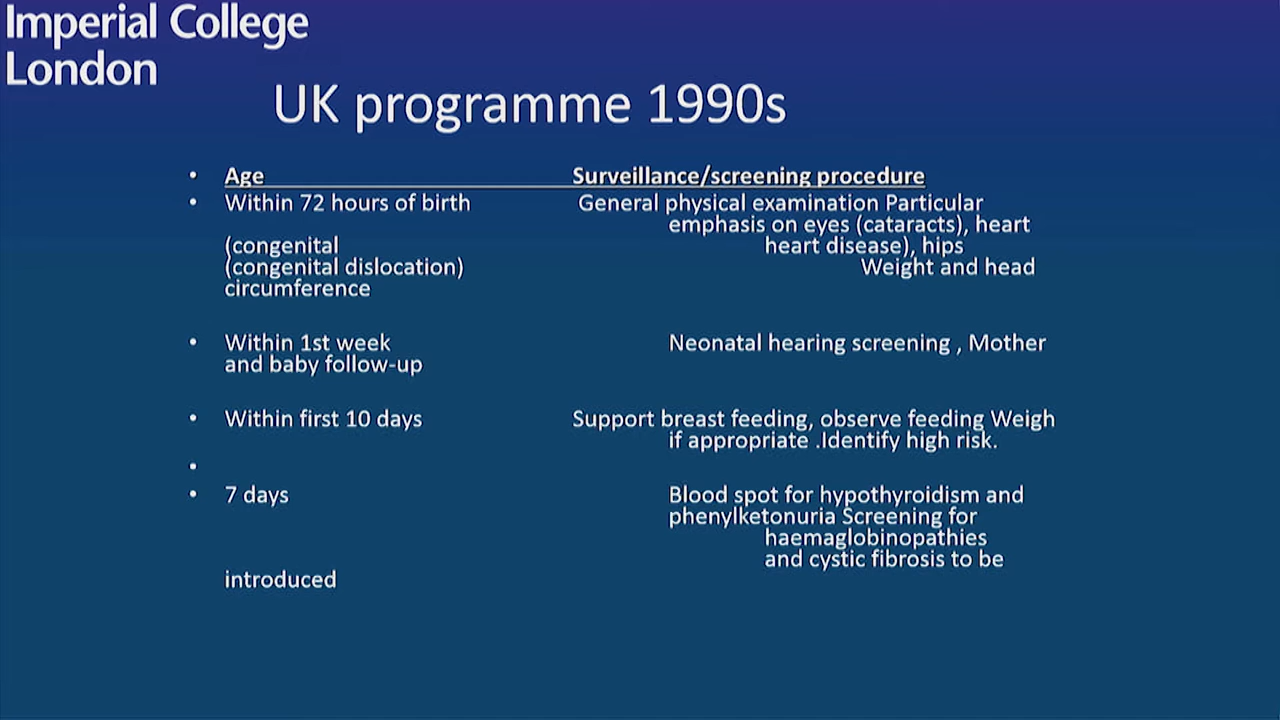 Imperial College
London
UK programme 1990s
• Age Surveillance/screening procedure
• Within 72 hours of birth General physical examination Particular
emphasis on eyes (cataracts), heart
(congenital heart disease), hips
(congenital dislocation) Weight and head
circumference
• Within 1st week Neonatal hearing screening , Mother
and baby follow-up
• Within first 10 days Support breast feeding, observe feeding Weigh
if appropriate .Identify high risk.
•
• 7 days Blood spot for hypothyroidism and
phenylketonuria Screening for
haemaglobinopathies
and cystic fibrosis to be
introduced